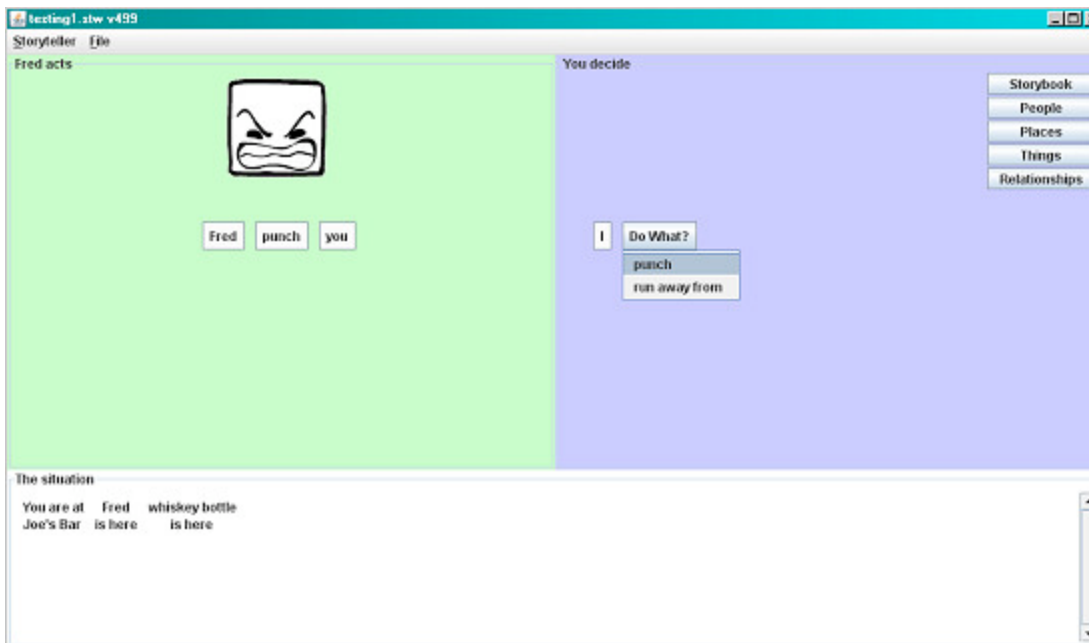 testing1.stw v499
Storyteller File
Fred acts
Fred punch you
You decide
Storybook
People
Places
Things
Relationships
I Do What?
punch
run away from
The situation
You are at Fred whiskey bottle
Joe's Bar is here is here